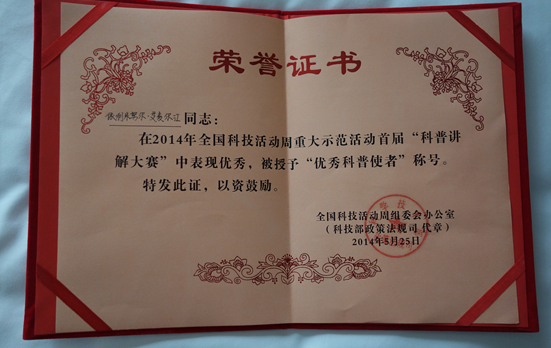 荣誉证书
同志：
在2014年全国科技活动周重大示范活动首届“科普讲
解大赛”中表现优秀，被授予“优秀科普使者”称号。
特发此证，以资鼓励。
全国科技活动周组委会办公室
（科技部政策法规司 代章）
2014年5月25日